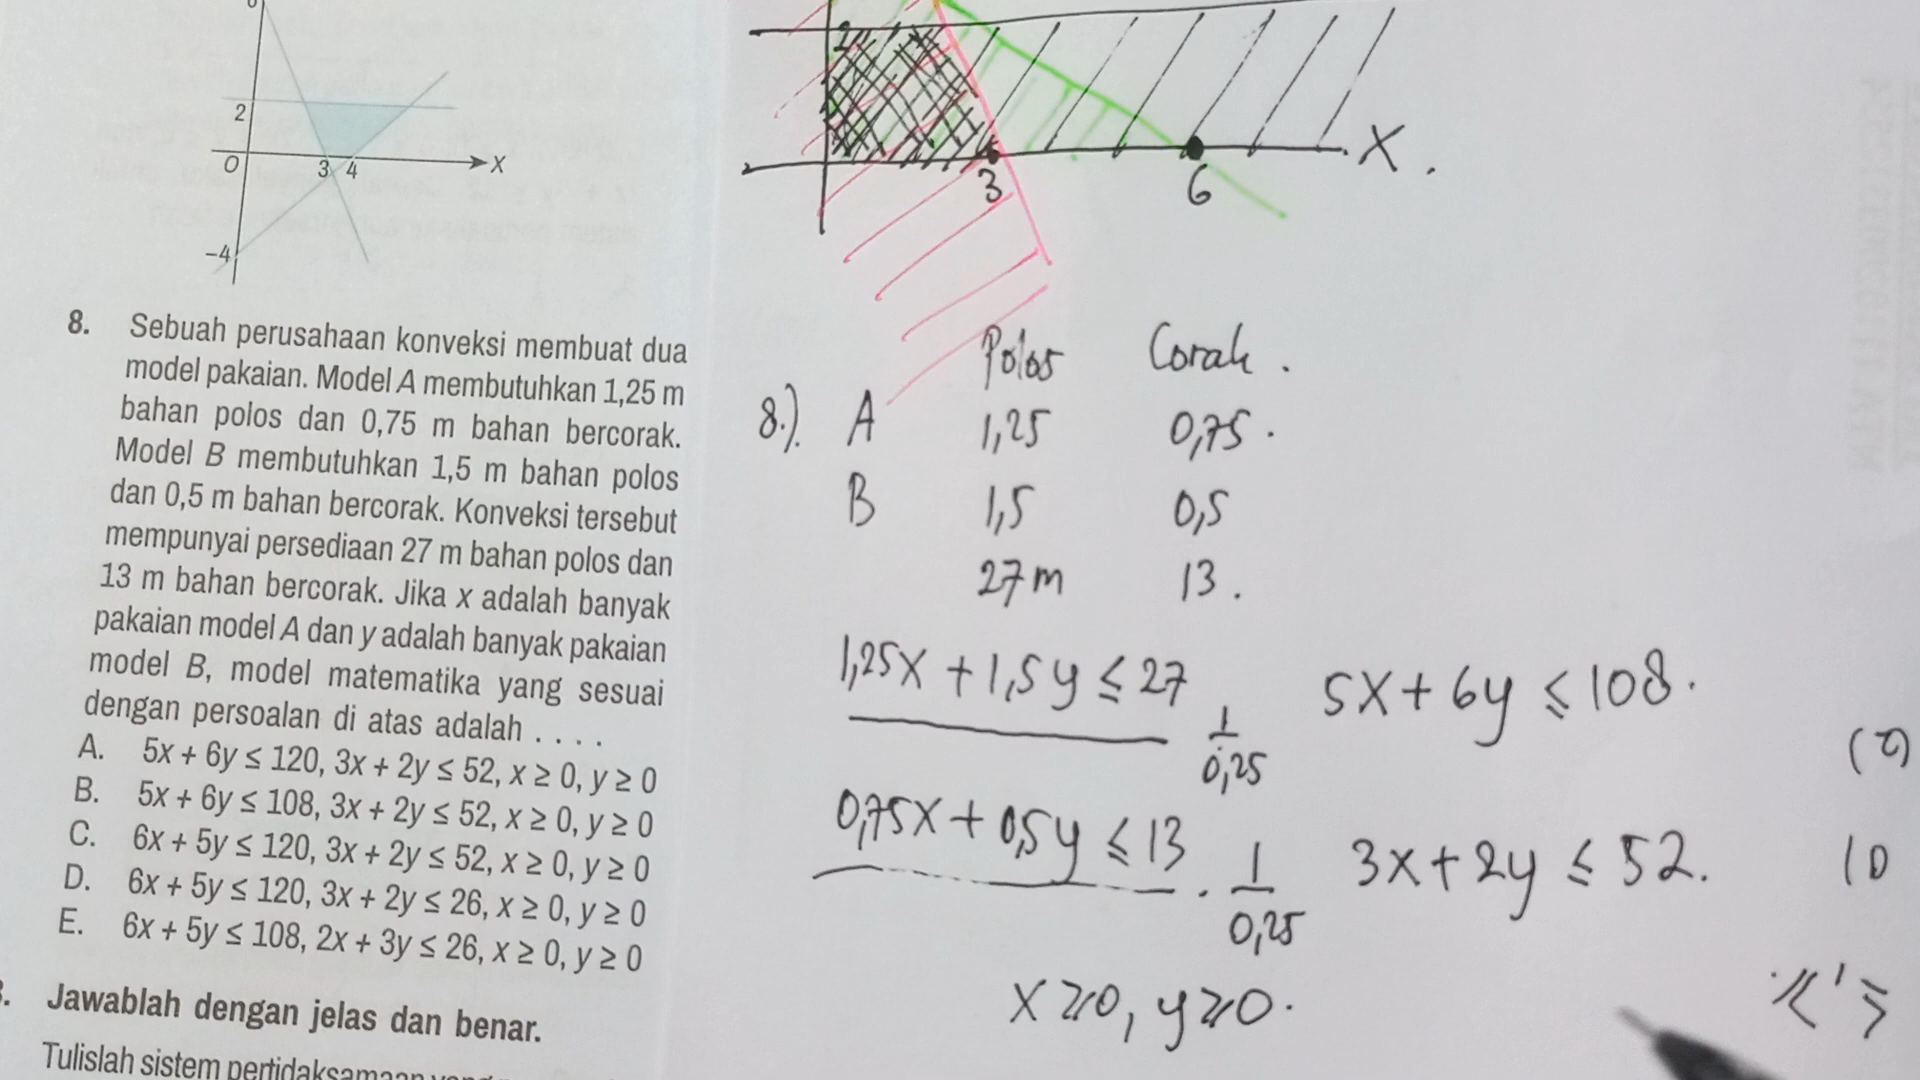 2
O
3
4
X
-4
8. Sebuah perusahaan konveksi membuat dua
model pakaian. Model A membutuhkan 1,25 m
bahan polos dan 0,75 m bahan bercorak.
Model B membutuhkan 1,5 m bahan polos
dan 0,5 m bahan bercorak. Konveksi tersebut
mempunyai persediaan 27 m bahan polos dan
13 m bahan bercorak. Jika x adalah banyak
pakaian model A dan y adalah banyak pakaian
model B, model matematika yang sesuai
dengan persoalan di atas adalah . . . .
A. 5x + 6y ≤ 120, 3x + 2y ≤ 52, x ≥ 0, y ≥ 0
B. 5x + 6y ≤ 108, 3x + 2y ≤ 52, x ≥ 0, y ≥ 0
C. 6x + 5y ≤ 120, 3x + 2y ≤ 52, x ≥ 0, y ≥ 0
D. 6x + 5y ≤ 120, 3x + 2y ≤ 26, x ≥ 0, y ≥ 0
E. 6x + 5y ≤ 108, 2x + 3y ≤ 26, x ≥ 0, y ≥ 0
Jawablah dengan jelas dan benar.
Tulislah sistem
3
6
X.
Polos Corak.
8.) A 1,25 0,75.
B 1,5 0,5
27 m 13.
1,25x + 1,5y ≤ 27 . 1/0,25 5x + 6y ≤ 108.
0,75x + 0,5y ≤ 13 . 1/0,25 3x + 2y ≤ 52.
x ≥ 0, y ≥ 0.